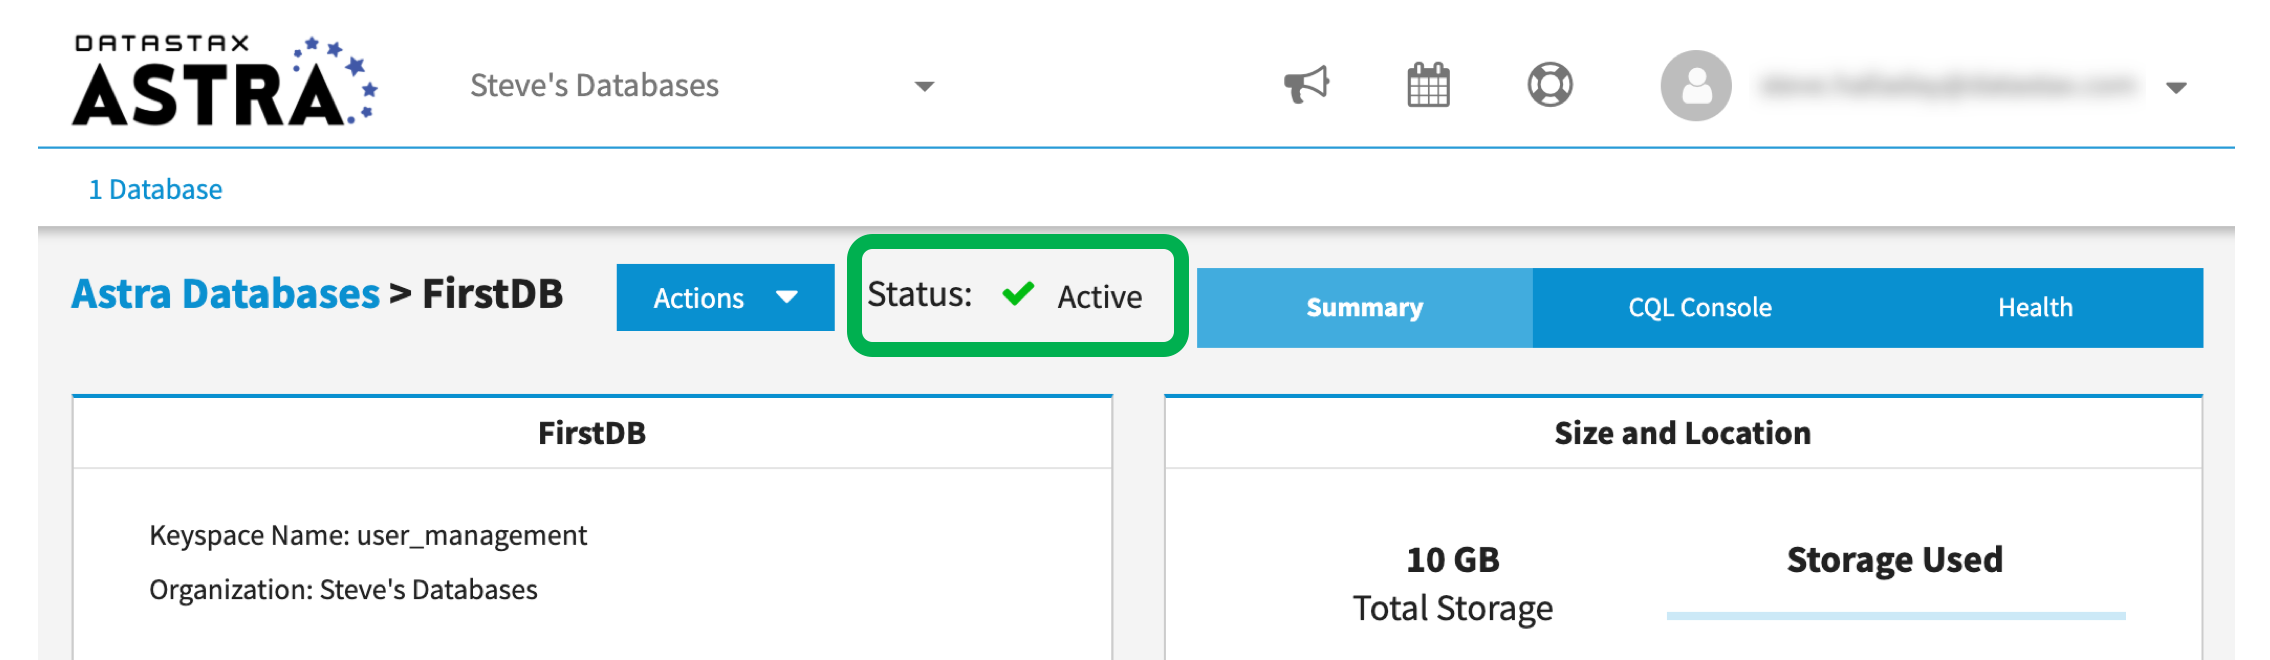 DATASTAX
ASTRA
Steve's Databases
1 Database
Astra Databases > FirstDB
Actions
Status: Active
Summary
CQL Console
Health
FirstDB
Keyspace Name: user_management
Organization: Steve's Databases
Size and Location
10 GB
Total Storage
Storage Used